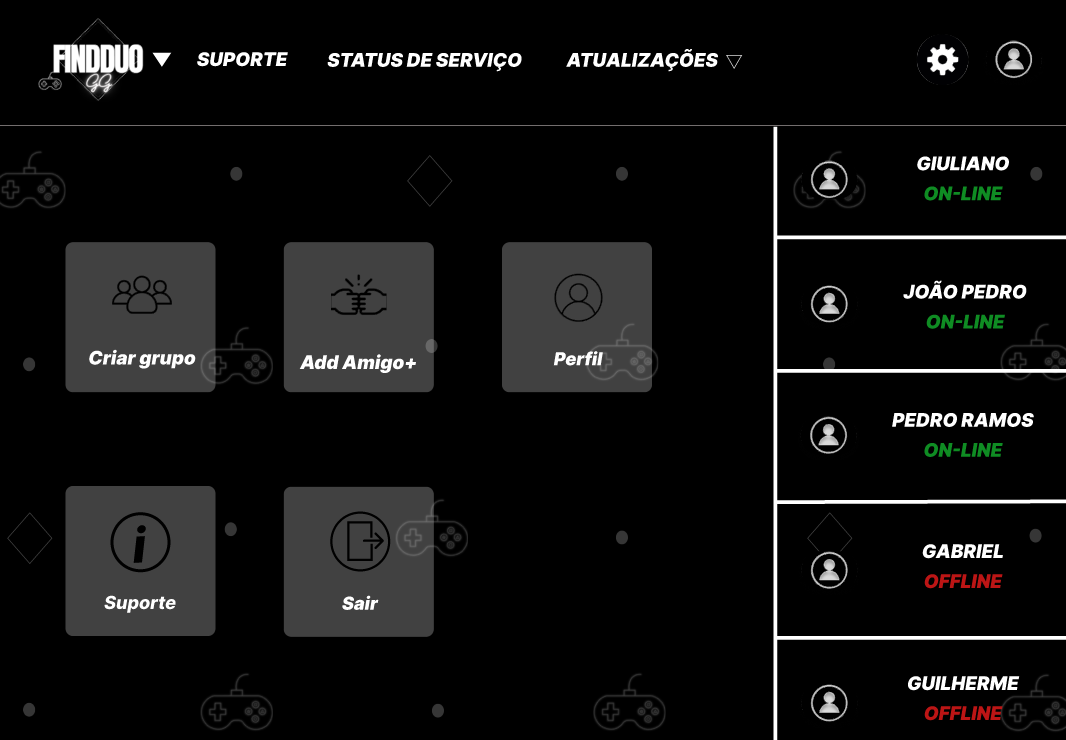 FINDDUO
GG
SUPORTE
STATUS DE SERVIÇO
ATUALIZAÇÕES
Criar grupo
Add Amigo+
Perfil
Suporte
Sair
GIULIANO
ON-LINE
JOÃO PEDRO
ON-LINE
PEDRO RAMOS
ON-LINE
GABRIEL
OFFLINE
GUILHERME
OFFLINE